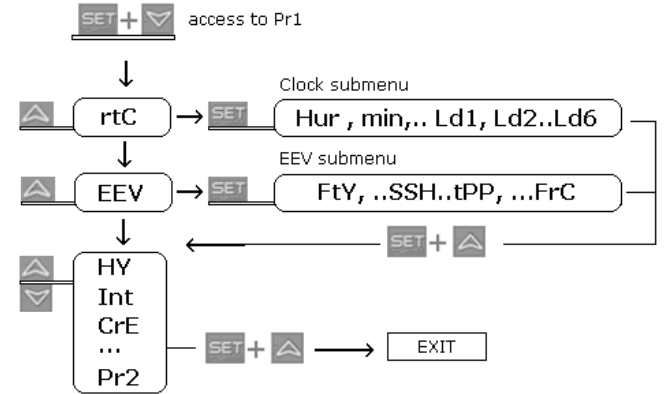 SET + access to Pr1
Clock submenu
rtC SET Hur , min,.. Ld1, Ld2..Ld6
EEV submenu
EEV SET FtY, ..SSH..tPP, ...FrC
SET +
HY
Int
CrE
...
Pr2
SET + EXIT